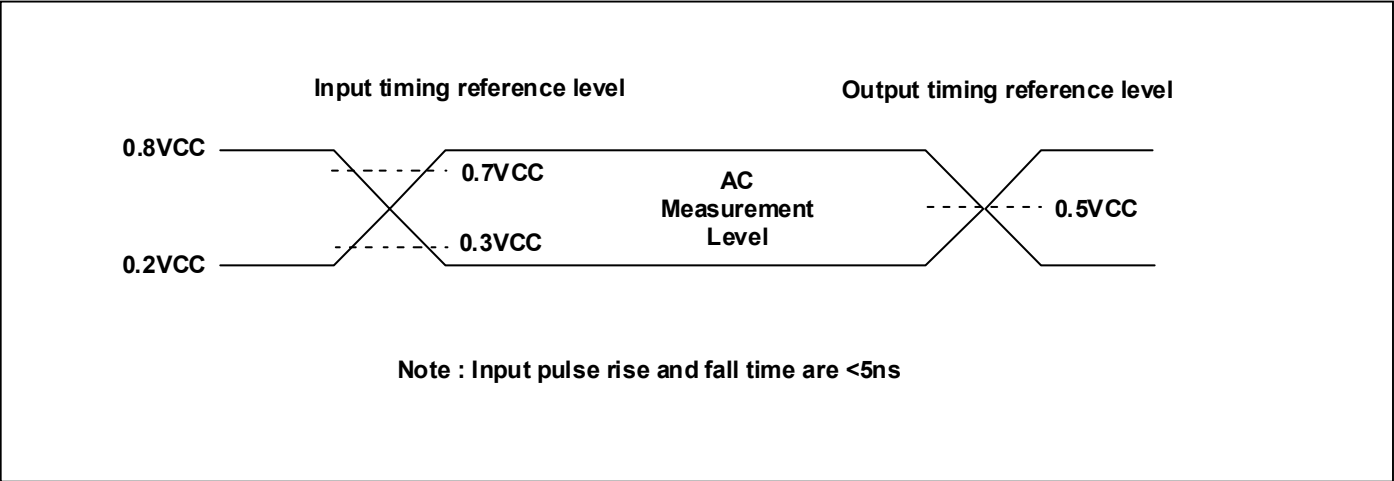 Input timing reference level
Output timing reference level
0.8VCC
0.7VCC
AC
Measurement
Level
0.5VCC
0.3VCC
0.2VCC
Note : Input pulse rise and fall time are <5ns